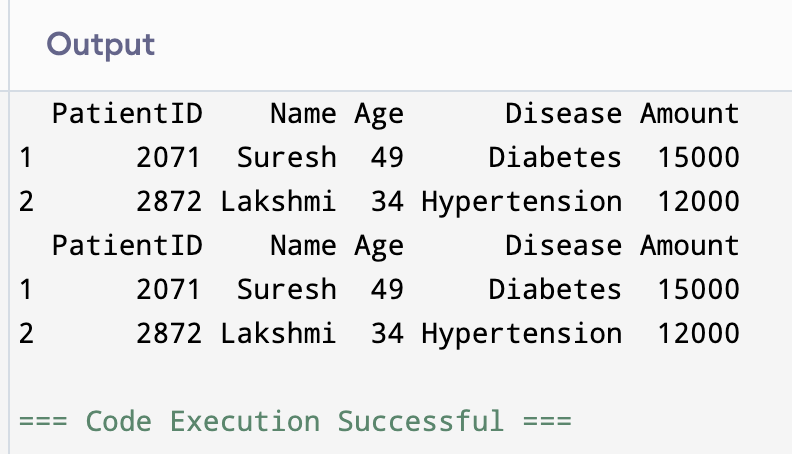 Output
  PatientID    Name Age      Disease Amount
1      2071  Suresh  49     Diabetes  15000
2      2872 Lakshmi  34 Hypertension  12000
  PatientID    Name Age      Disease Amount
1      2071  Suresh  49     Diabetes  15000
2      2872 Lakshmi  34 Hypertension  12000
=== Code Execution Successful ===